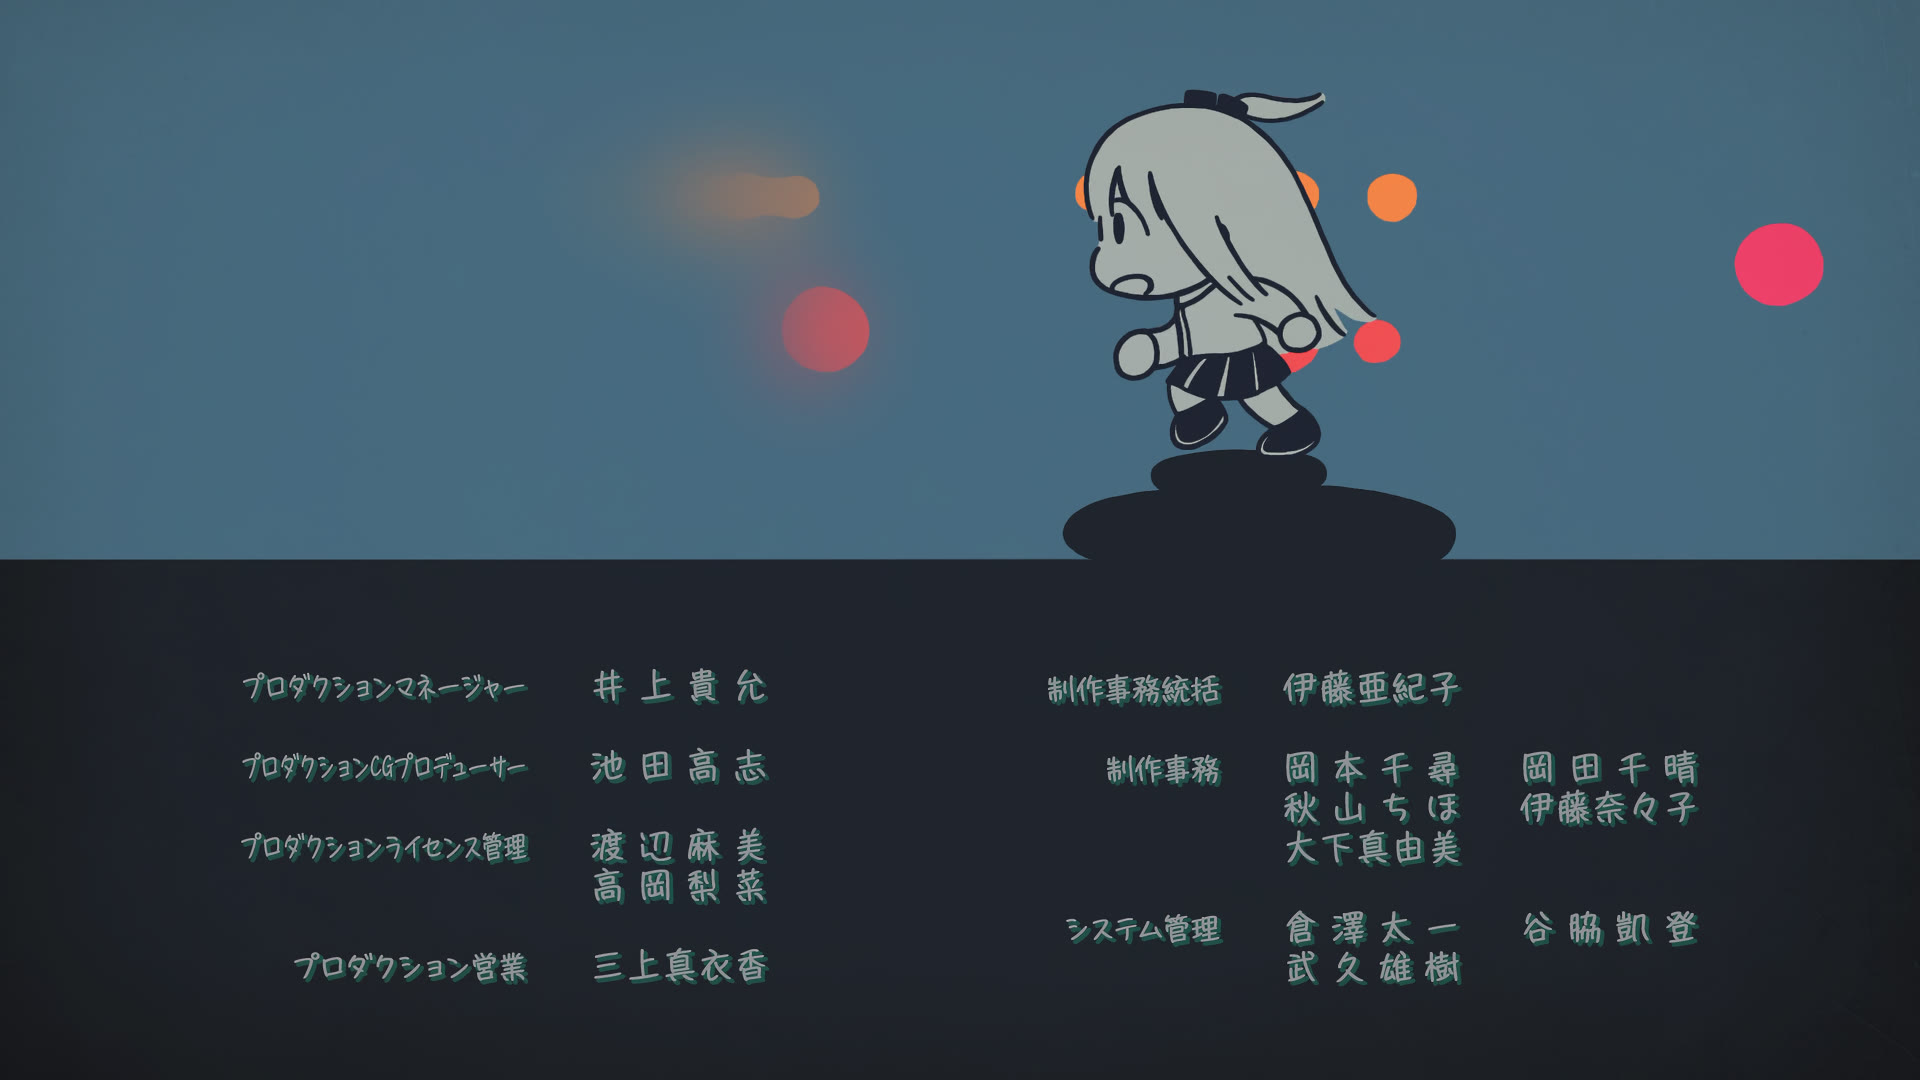 プロダクションマネージャー 井上貴允
プロダクションCGプロデューサー 池田高志
プロダクションライセンス管理 渡辺麻美
高岡梨菜
プロダクション営業 三上真衣香
制作事務統括 伊藤亜紀子
制作事務 岡本千尋 岡田千晴
秋山ちほ 伊藤奈々子
大下真由美
システム管理 倉澤太一 谷脇凱登
武久雄樹